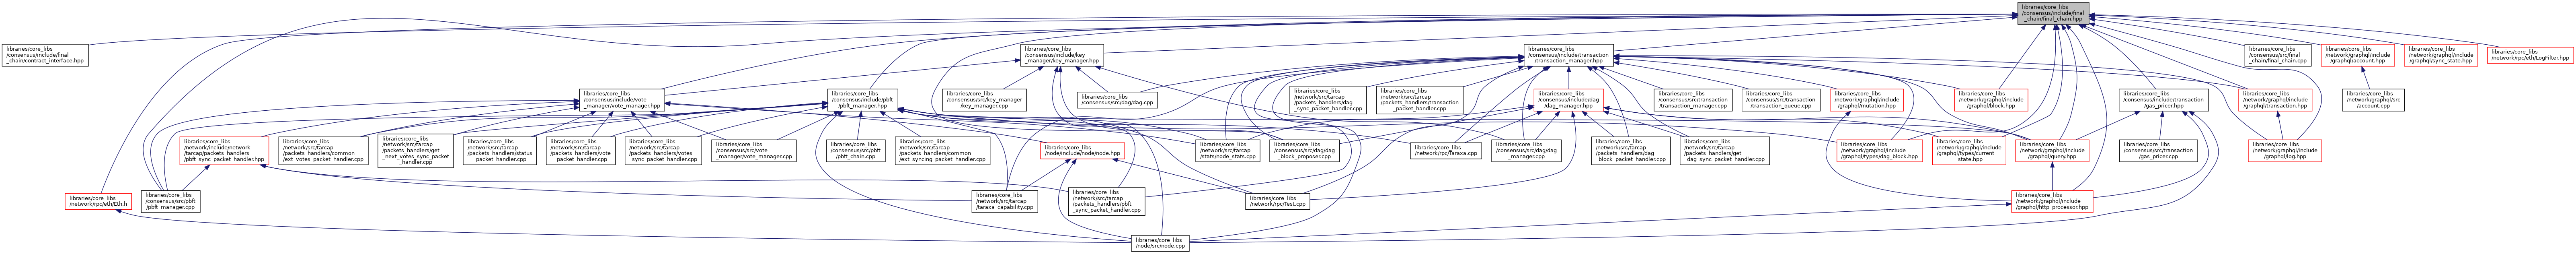 libraries/core_libs
/consensus/include/final
_chain/final_chain.hpp
libraries/core_libs
/consensus/include/final
_chain/contract_interface.hpp
libraries/core_libs
/consensus/include/key
_manager/key_manager.hpp
libraries/core_libs
/consensus/include/transaction
/transaction_manager.hpp
libraries/core_libs
/consensus/src/final
_chain/final_chain.cpp
libraries/core_libs
/network/graphql/include
/graphql/account.hpp
libraries/core_libs
/network/graphql/include
/graphql/sync_state.hpp
libraries/core_libs
/network/rpc/eth/LogFilter.hpp
libraries/core_libs
/consensus/include/vote
_manager/vote_manager.hpp
libraries/core_libs
/consensus/include/pbft
/pbft_manager.hpp
libraries/core_libs
/consensus/src/key_manager
/key_manager.cpp
libraries/core_libs
/consensus/src/dag/dag.cpp
libraries/core_libs
/network/src/tarcap
/packets_handlers/dag
_sync_packet_handler.cpp
libraries/core_libs
/network/src/tarcap
/packets_handlers/transaction
_packet_handler.cpp
libraries/core_libs
/consensus/include/dag
/dag_manager.hpp
libraries/core_libs
/consensus/src/transaction
/transaction_manager.cpp
libraries/core_libs
/consensus/src/transaction
/transaction_queue.cpp
libraries/core_libs
/network/graphql/include
/graphql/mutation.hpp
libraries/core_libs
/network/graphql/include
/graphql/block.hpp
libraries/core_libs
/consensus/include/transaction
/gas_pricer.hpp
libraries/core_libs
/network/graphql/include
/graphql/transaction.hpp
libraries/core_libs
/network/graphql/src
/account.cpp
libraries/core_libs
/network/include/network
/tarcap/packets_handlers
/pbft_sync_packet_handler.hpp
libraries/core_libs
/network/src/tarcap
/packets_handlers/common
/ext_votes_packet_handler.cpp
libraries/core_libs
/network/src/tarcap
/packets_handlers/get
_next_votes_sync_packet
_handler.cpp
libraries/core_libs
/network/src/tarcap
/packets_handlers/status
_packet_handler.cpp
libraries/core_libs
/network/src/tarcap
/packets_handlers/vote
_packet_handler.cpp
libraries/core_libs
/network/src/tarcap
/packets_handlers/votes
_sync_packet_handler.cpp
libraries/core_libs
/consensus/src/vote
_manager/vote_manager.cpp
libraries/core_libs
/consensus/src/pbft
/pbft_chain.cpp
libraries/core_libs
/network/src/tarcap
/packets_handlers/common
/ext_syncing_packet_handler.cpp
libraries/core_libs
/node/include/node/node.hpp
libraries/core_libs
/network/src/tarcap
/stats/node_stats.cpp
libraries/core_libs
/consensus/src/dag/dag
_block_proposer.cpp
libraries/core_libs
/network/rpc/Taraxa.cpp
libraries/core_libs
/consensus/src/dag/dag
_manager.cpp
libraries/core_libs
/network/src/tarcap
/packets_handlers/dag
_block_packet_handler.cpp
libraries/core_libs
/network/src/tarcap
/packets_handlers/get
_dag_sync_packet_handler.cpp
libraries/core_libs
/network/graphql/include
/graphql/types/dag_block.hpp
libraries/core_libs
/network/graphql/include
/graphql/types/current
_state.hpp
libraries/core_libs
/network/graphql/include
/graphql/query.hpp
libraries/core_libs
/consensus/src/transaction
/gas_pricer.cpp
libraries/core_libs
/network/graphql/include
/graphql/log.hpp
libraries/core_libs
/network/rpc/eth/Eth.h
libraries/core_libs
/consensus/src/pbft
/pbft_manager.cpp
libraries/core_libs
/network/src/tarcap
/taraxa_capability.cpp
libraries/core_libs
/network/src/tarcap
/packets_handlers/pbft
_sync_packet_handler.cpp
libraries/core_libs
/network/rpc/Test.cpp
libraries/core_libs
/network/graphql/include
/graphql/http_processor.hpp
libraries/core_libs
/node/src/node.cpp